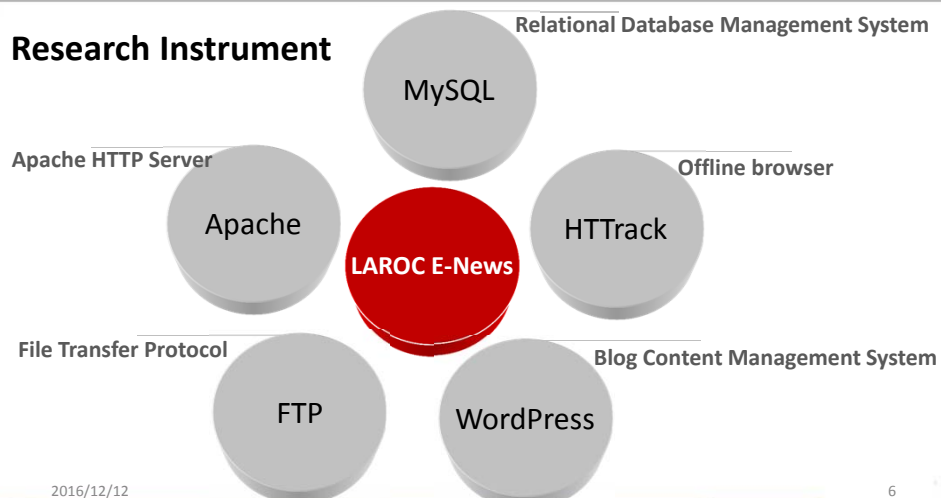 Research Instrument
Relational Database Management System
MySQL
Apache HTTP Server
Apache
Offline browser
HTTrack
LAROC E-News
File Transfer Protocol
FTP
Blog Content Management System
WordPress
2016/12/12
6